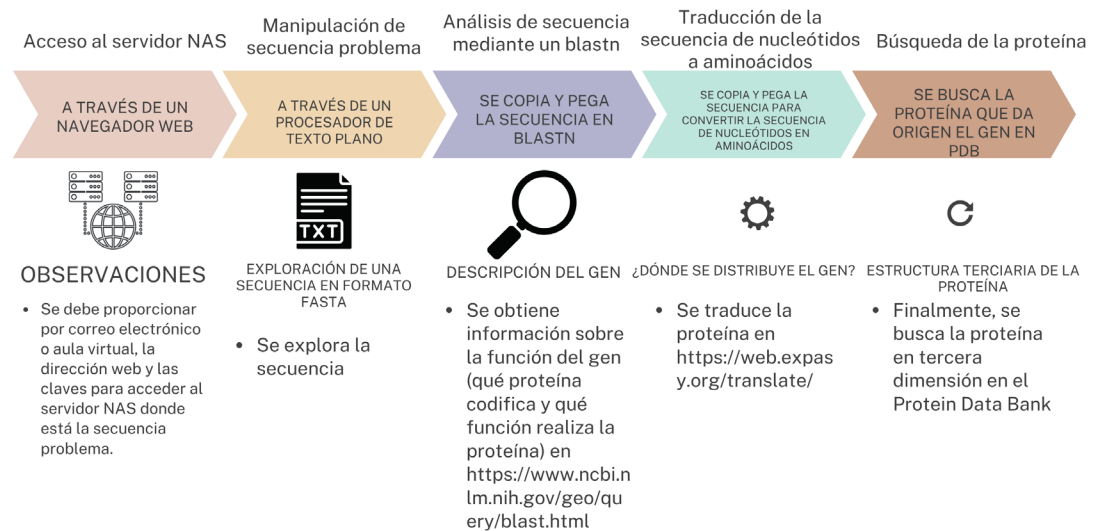 Acceso al servidor NAS
Manipulación de
secuencia problema
Análisis de secuencia
mediante un blastn
Traducción de la
secuencia de nucleótidos
a aminoácidos
Búsqueda de la proteína
A TRAVÉS DE UN
NAVEGADOR WEB
A TRAVÉS DE UN
PROCESADOR DE
TEXTO PLANO
SE COPIA Y PEGA
LA SECUENCIA EN
BLASTN
SE COPIA Y PEGA LA
SECUENCIA PARA
CONVERTIR LA SECUENCIA
DE NUCLEÓTIDOS EN
AMINOÁCIDOS
SE BUSCA LA
PROTEÍNA QUE DA
ORIGEN EL GEN EN
PDB
TXT
OBSERVACIONES
• Se debe proporcionar
por correo electrónico
o aula virtual, la
dirección web y las
claves para acceder al
servidor NAS donde
está la secuencia
problema.
EXPLORACIÓN DE UNA
SECUENCIA EN FORMATO
FASTA
• Se explora la
secuencia
DESCRIPCIÓN DEL GEN
• Se obtiene
información sobre
la función del gen
(qué proteína
codifica y qué
función realiza la
proteína) en
https://www.ncbi.n
lm.nih.gov/geo/qu
ery/blast.html
¿DÓNDE SE DISTRIBUYE EL GEN?
• Se traduce la
proteína en
https://web.expas
y.org/translate/
ESTRUCTURA TERCIARIA DE LA
PROTEÍNA
• Finalmente, se
busca la proteína
en tercera
dimensión en el
Protein Data Bank